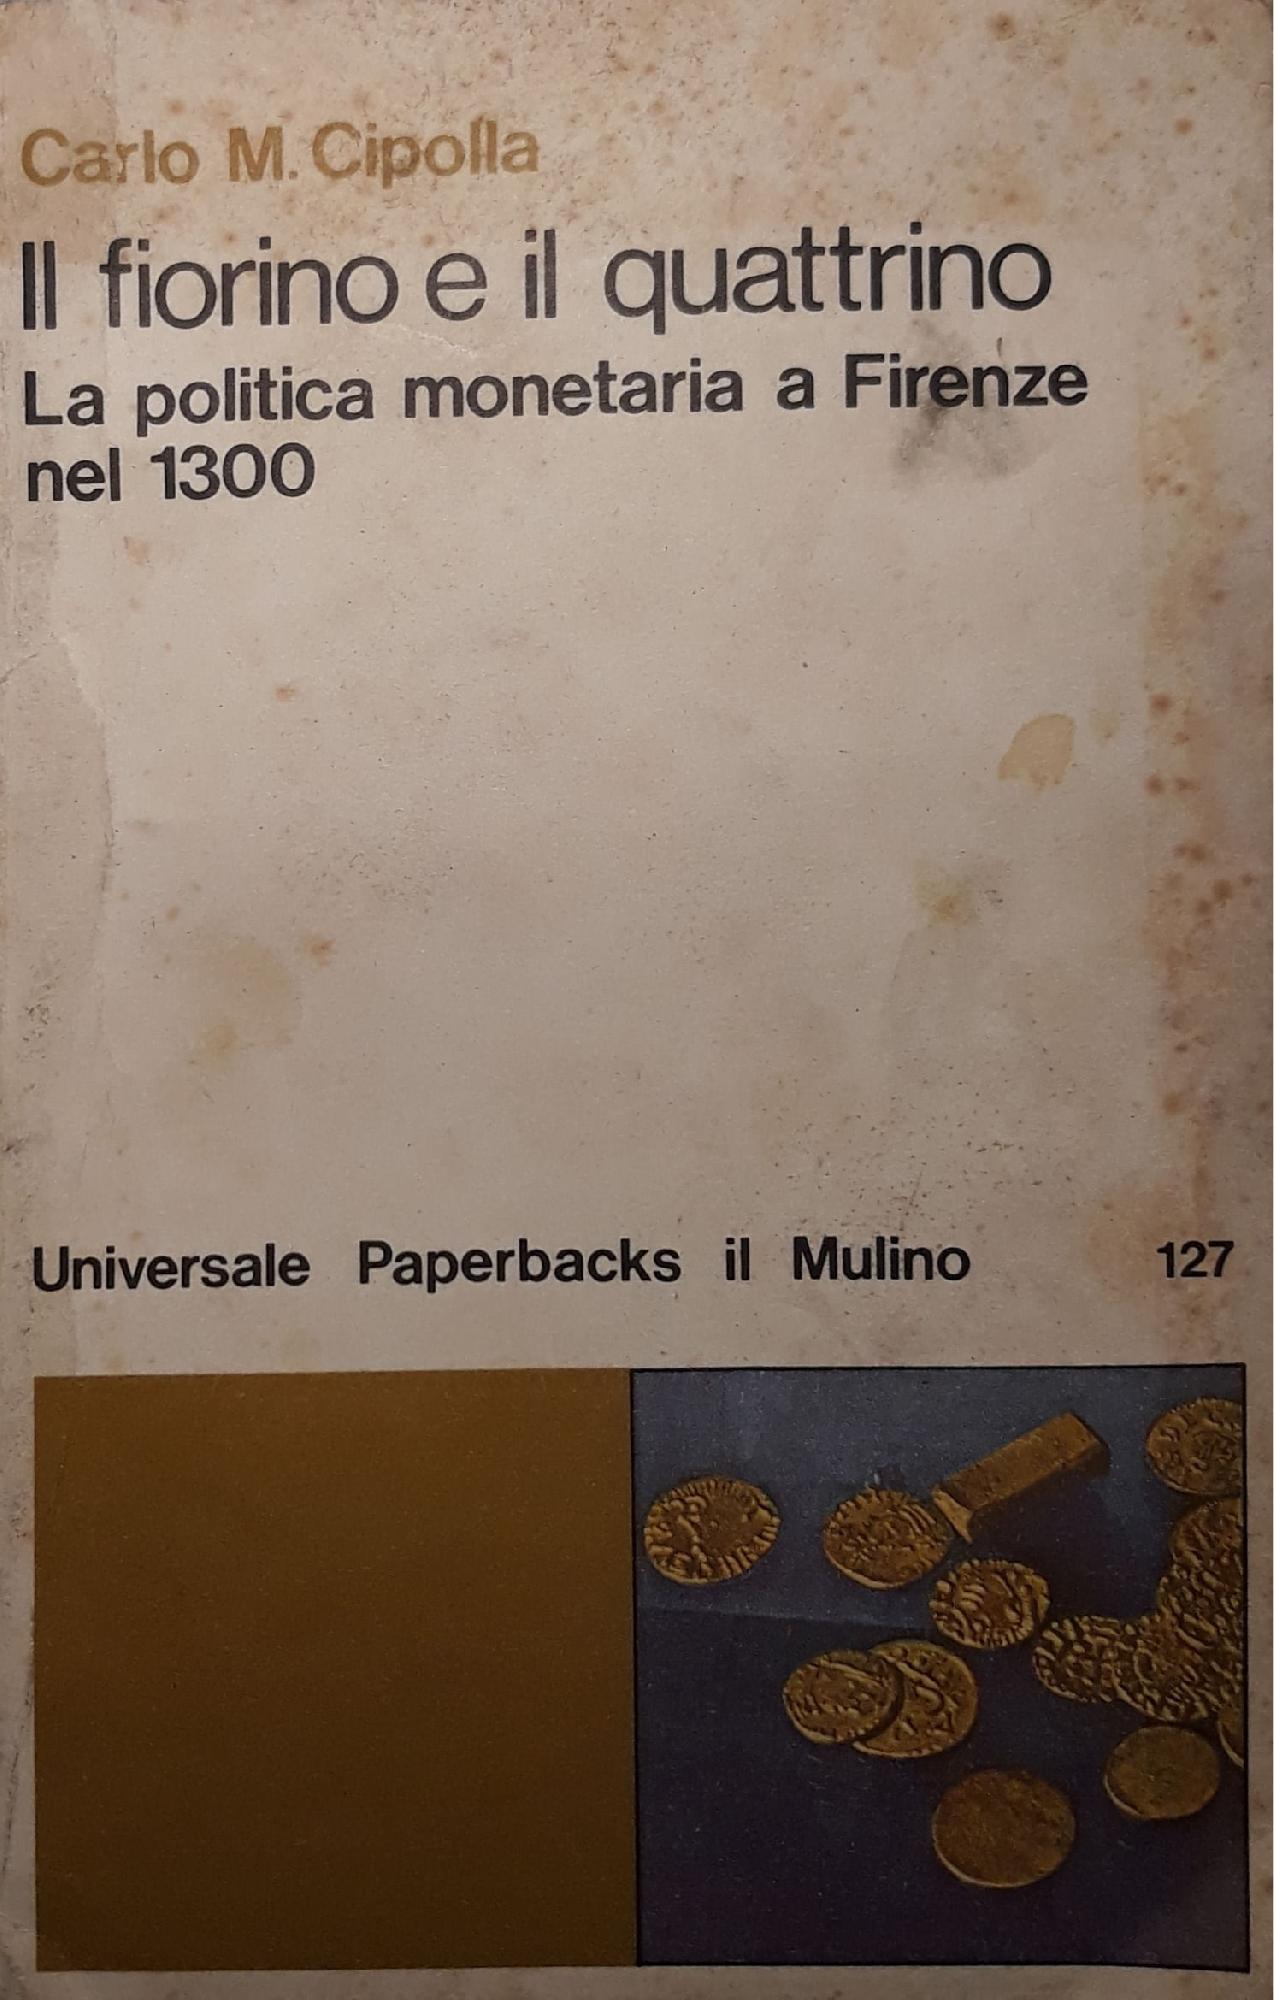 Carlo M. Cipolla
Il fiorino e il quattrino
La politica monetaria a Firenze
nel 1300
Universale Paperbacks il Mulino 127